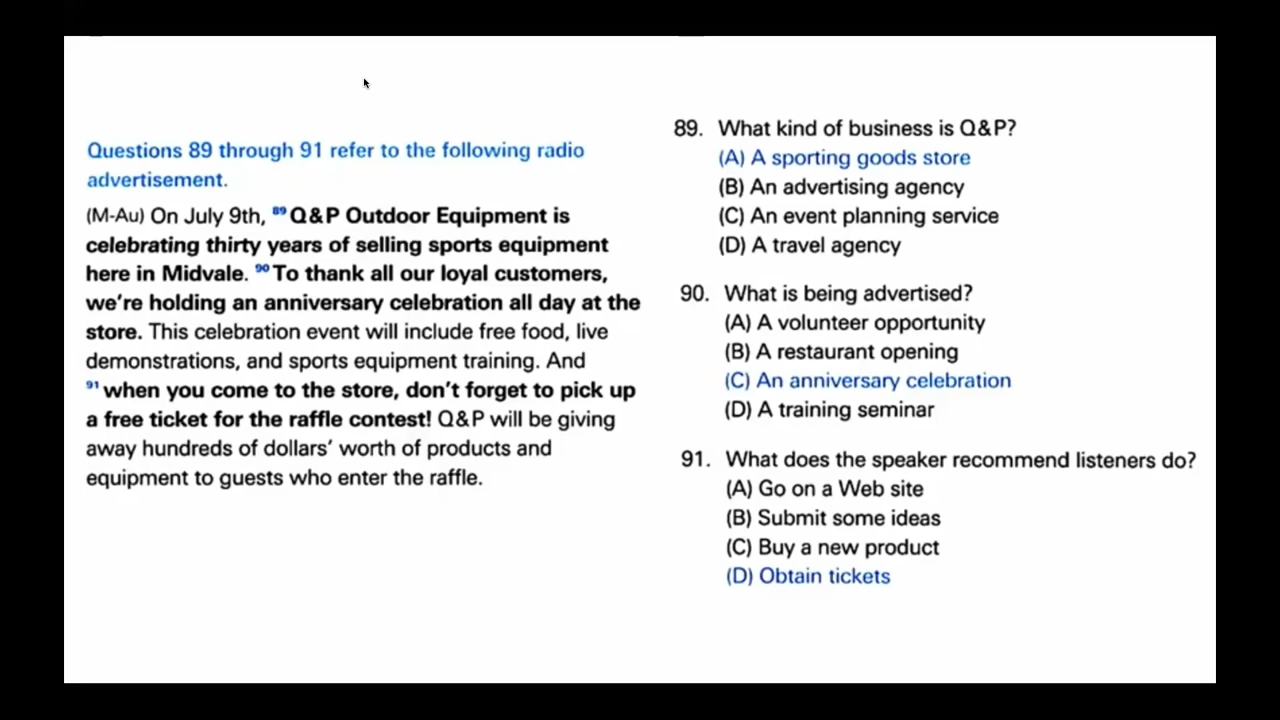 Questions 89 through 91 refer to the following radio
advertisement.
(M-Au) On July 9th, 89 Q&P Outdoor Equipment is
celebrating thirty years of selling sports equipment
here in Midvale. 90 To thank all our loyal customers,
we're holding an anniversary celebration all day at the
store. This celebration event will include free food, live
demonstrations, and sports equipment training. And
91 when you come to the store, don't forget to pick up
a free ticket for the raffle contest! Q&P will be giving
away hundreds of dollars' worth of products and
equipment to guests who enter the raffle.
89. What kind of business is Q&P?
(A) A sporting goods store
(B) An advertising agency
(C) An event planning service
(D) A travel agency
90. What is being advertised?
(A) A volunteer opportunity
(B) A restaurant opening
(C) An anniversary celebration
(D) A training seminar
91. What does the speaker recommend listeners do?
(A) Go on a Web site
(B) Submit some ideas
(C) Buy a new product
(D) Obtain tickets